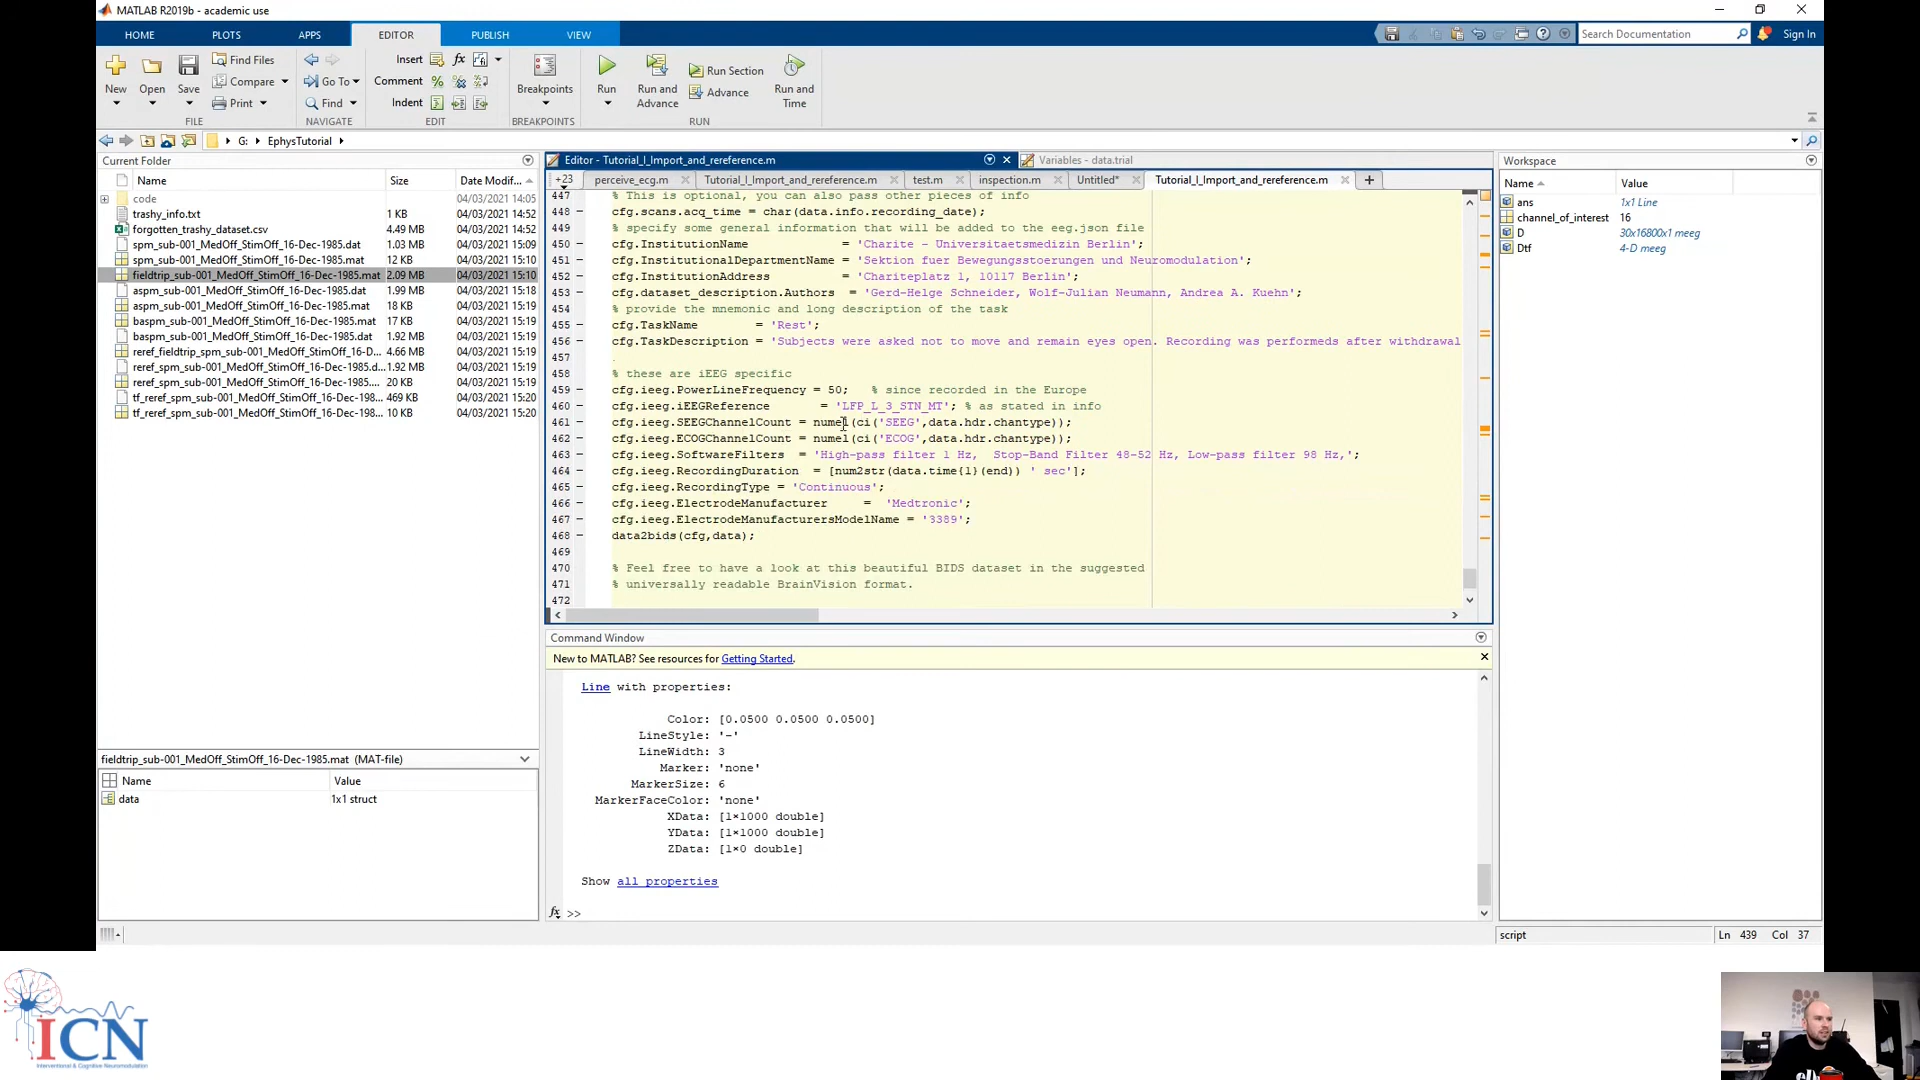 MATLAB R2019b - academic use
HOME PLOTS APPS EDITOR PUBLISH VIEW
Search Documentation
Sign In
New Open Save
Find Files
Compare
Print
FILE
Go To
Find
NAVIGATE
Insert fx
Comment %
Indent
EDIT
Breakpoints
BREAKPOINTS
Run
Run and Advance
Run Section
Advance
Run and Time
RUN
G: EphysTutorial
Current Folder
Name Size Date Modif...
code 04/03/2021 14:05
trashy_info.txt 1 KB 04/03/2021 14:52
forgotten_trashy_dataset.csv 4.49 MB 04/03/2021 14:52
spm_sub-001_MedOff_StimOff_16-Dec-1985.dat 1.03 MB 04/03/2021 15:09
spm_sub-001_MedOff_StimOff_16-Dec-1985.mat 12 KB 04/03/2021 15:10
fieldtrip_sub-001_MedOff_StimOff_16-Dec-1985.mat 2.09 MB 04/03/2021 15:10
aspm_sub-001_MedOff_StimOff_16-Dec-1985.dat 1.99 MB 04/03/2021 15:18
aspm_sub-001_MedOff_StimOff_16-Dec-1985.mat 18 KB 04/03/2021 15:19
baspm_sub-001_MedOff_StimOff_16-Dec-1985.mat 17 KB 04/03/2021 15:19
baspm_sub-001_MedOff_StimOff_16-Dec-1985.dat 1.92 MB 04/03/2021 15:19
reref_fieldtrip_spm_sub-001_MedOff_StimOff_16-D... 4.66 MB 04/03/2021 15:19
reref_spm_sub-001_MedOff_StimOff_16-Dec-1985.d... 1.92 MB 04/03/2021 15:19
reref_spm_sub-001_MedOff_StimOff_16-Dec-1985.... 20 KB 04/03/2021 15:19
tf_reref_spm_sub-001_MedOff_StimOff_16-Dec-198... 469 KB 04/03/2021 15:20
tf_reref_spm_sub-001_MedOff_StimOff_16-Dec-198... 10 KB 04/03/2021 15:20
fieldtrip_sub-001_MedOff_StimOff_16-Dec-1985.mat (MAT-file)
Name Value
data 1x1 struct
Editor - Tutorial_I_Import_and_rereference.m
Variables - data.trial
+23 perceive_ecg.m Tutorial_I_Import_and_rereference.m test.m inspection.m Untitled* Tutorial_I_Import_and_rereference.m
447 % This is optional, you can also pass other pieces of info
448 cfg.scans.acq_time = char(data.info.recording_date);
449 % specify some general information that will be added to the eeg.json file
450 cfg.InstitutionName = 'Charite - Universitaetsmedizin Berlin';
451 cfg.InstitutionalDepartmentName = 'Sektion fuer Bewegungsstoerungen und Neuromodulation';
452 cfg.InstitutionAddress = 'Chariteplatz 1, 10117 Berlin';
453 cfg.dataset_description.Authors = 'Gerd-Helge Schneider, Wolf-Julian Neumann, Andrea A. Kuehn';
454 % provide the mnemonic and long description of the task
455 cfg.TaskName = 'Rest';
456 cfg.TaskDescription = 'Subjects were asked not to move and remain eyes open. Recording was performeds after withdrawal
457
458 % these are iEEG specific
459 cfg.ieeg.PowerLineFrequency = 50; % since recorded in the Europe
460 cfg.ieeg.iEEGReference = 'LFP_L_3_STN_MT'; % as stated in info
461 cfg.ieeg.SEEGChannelCount = numel(ci('SEEG',data.hdr.chantype));
462 cfg.ieeg.ECOGChannelCount = numel(ci('ECOG',data.hdr.chantype));
463 cfg.ieeg.SoftwareFilters = 'High-pass filter 1 Hz, Stop-Band Filter 48-52 Hz, Low-pass filter 98 Hz,';
464 cfg.ieeg.RecordingDuration = [num2str(data.time{1}(end)) ' sec'];
465 cfg.ieeg.RecordingType = 'Continuous';
466 cfg.ieeg.ElectrodeManufacturer = 'Medtronic';
467 cfg.ieeg.ElectrodeManufacturersModelName = '3389';
468 data2bids(cfg,data);
469
470 % Feel free to have a look at this beautiful BIDS dataset in the suggested
471 % universally readable BrainVision format.
472
Command Window
New to MATLAB? See resources for Getting Started.
Line with properties:
Color: [0.0500 0.0500 0.0500]
LineStyle: '-'
LineWidth: 3
Marker: 'none'
MarkerSize: 6
MarkerFaceColor: 'none'
XData: [1×1000 double]
YData: [1×1000 double]
ZData: [1×0 double]
Show all properties
fx >>
Workspace
Name Value
ans 1x1 Line
channel_of_interest 16
D 30x16800x1 meeg
Dtf 4-D meeg
script Ln 439 Col 37
ICN
Interventional & Cognitive Neuromodulation